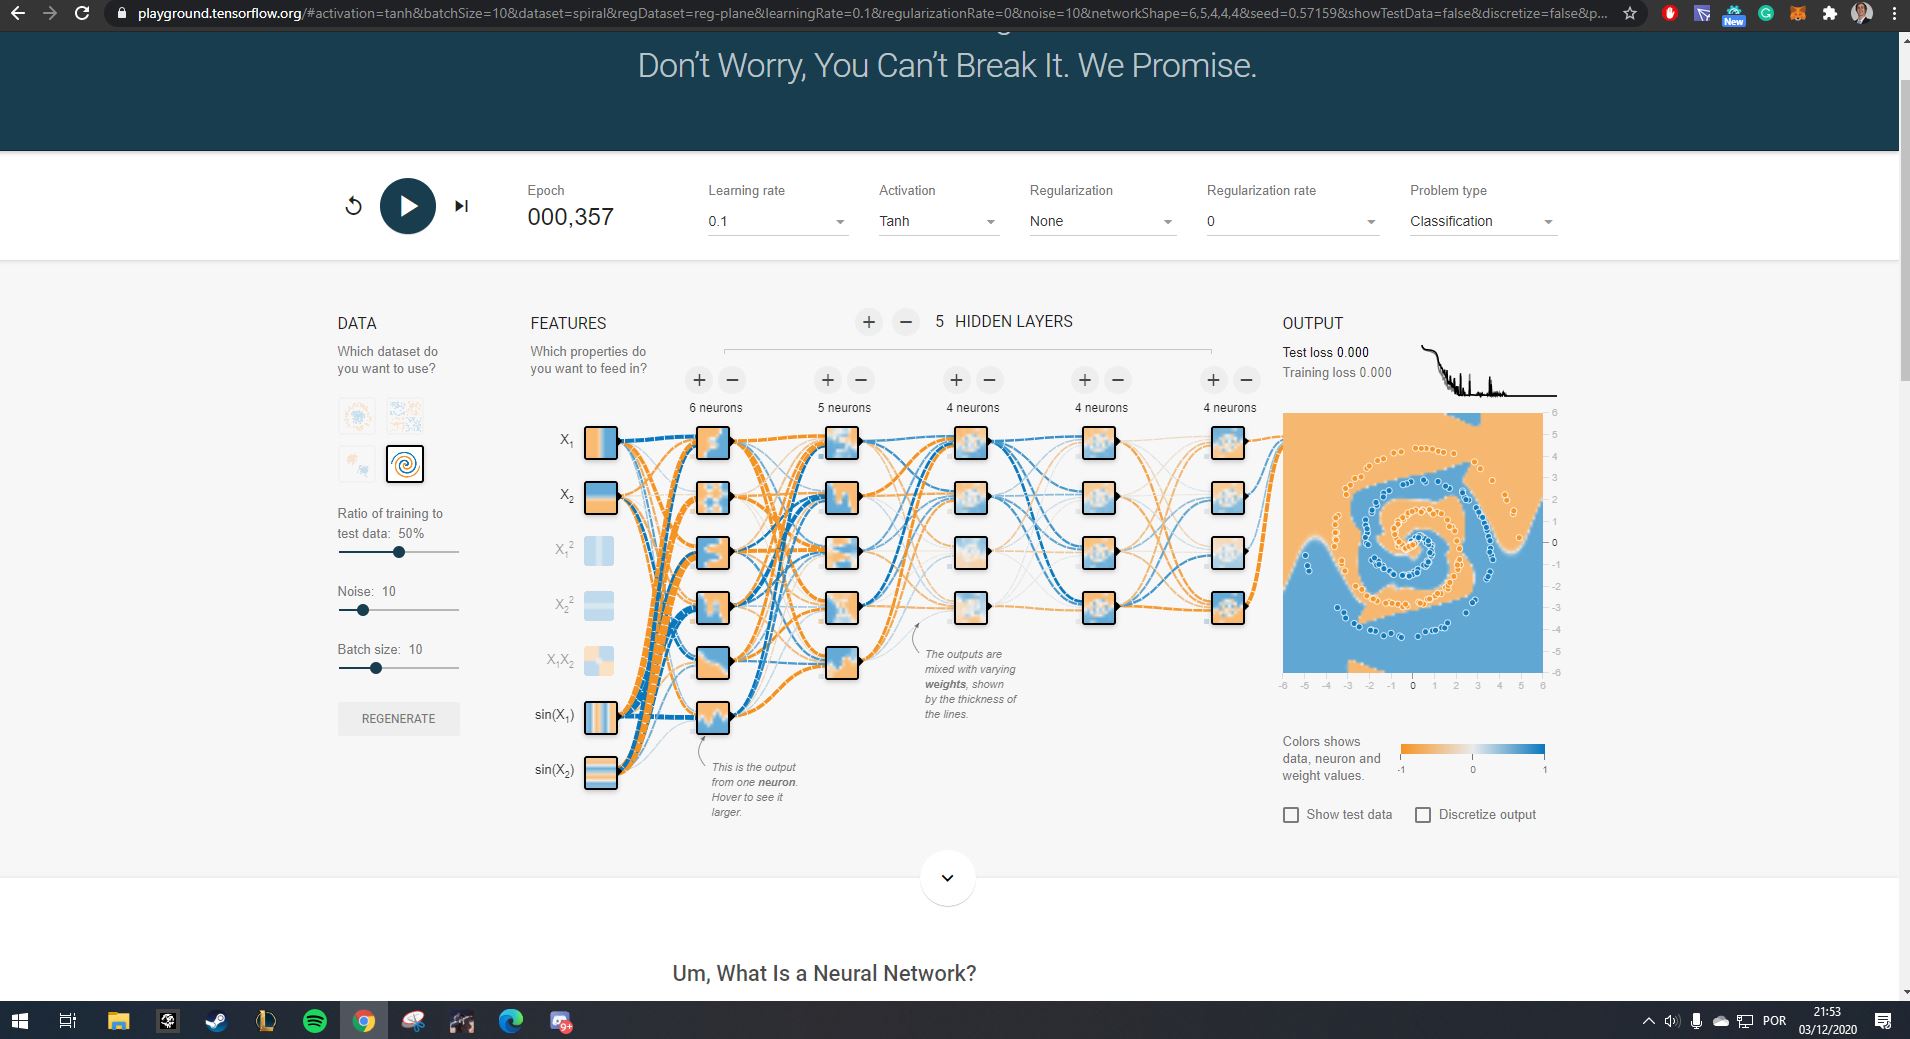 playground.tensorflow.org/#activation=tanh&batchSize=10&dataset=spiral&regDataset=reg-plane&learningRate=0.1&regularizationRate=0&noise=10&networkShape=6,5,4,4,4&seed=0.57159&showTestData=false&discretize=false&p...
New
Don't Worry, You Can't Break It. We Promise.
Epoch
000,357
Learning rate
0.1
Activation
Tanh
Regularization
None
Regularization rate
0
Problem type
Classification
DATA
Which dataset do
you want to use?
Ratio of training to
test data: 50%
Noise: 10
Batch size: 10
REGENERATE
FEATURES
Which properties do
you want to feed in?
X1
X2
X1²
X2²
X1X2
sin(X1)
sin(X2)
+ − 5 HIDDEN LAYERS
+ − + − + − + − + −
6 neurons
5 neurons
4 neurons
4 neurons
4 neurons
This is the output
from one neuron.
Hover to see it
larger.
The outputs are
mixed with varying
weights, shown
by the thickness of
the lines.
OUTPUT
Test loss 0.000
Training loss 0.000
6
5
4
3
2
1
0
-1
-2
-3
-4
-5
-6
-6 -5 -4 -3 -2 -1 0 1 2 3 4 5 6
Colors shows
data, neuron and
weight values.
-1 0 1
Show test data
Discretize output
Um, What Is a Neural Network?
9+
POR
21:53
03/12/2020